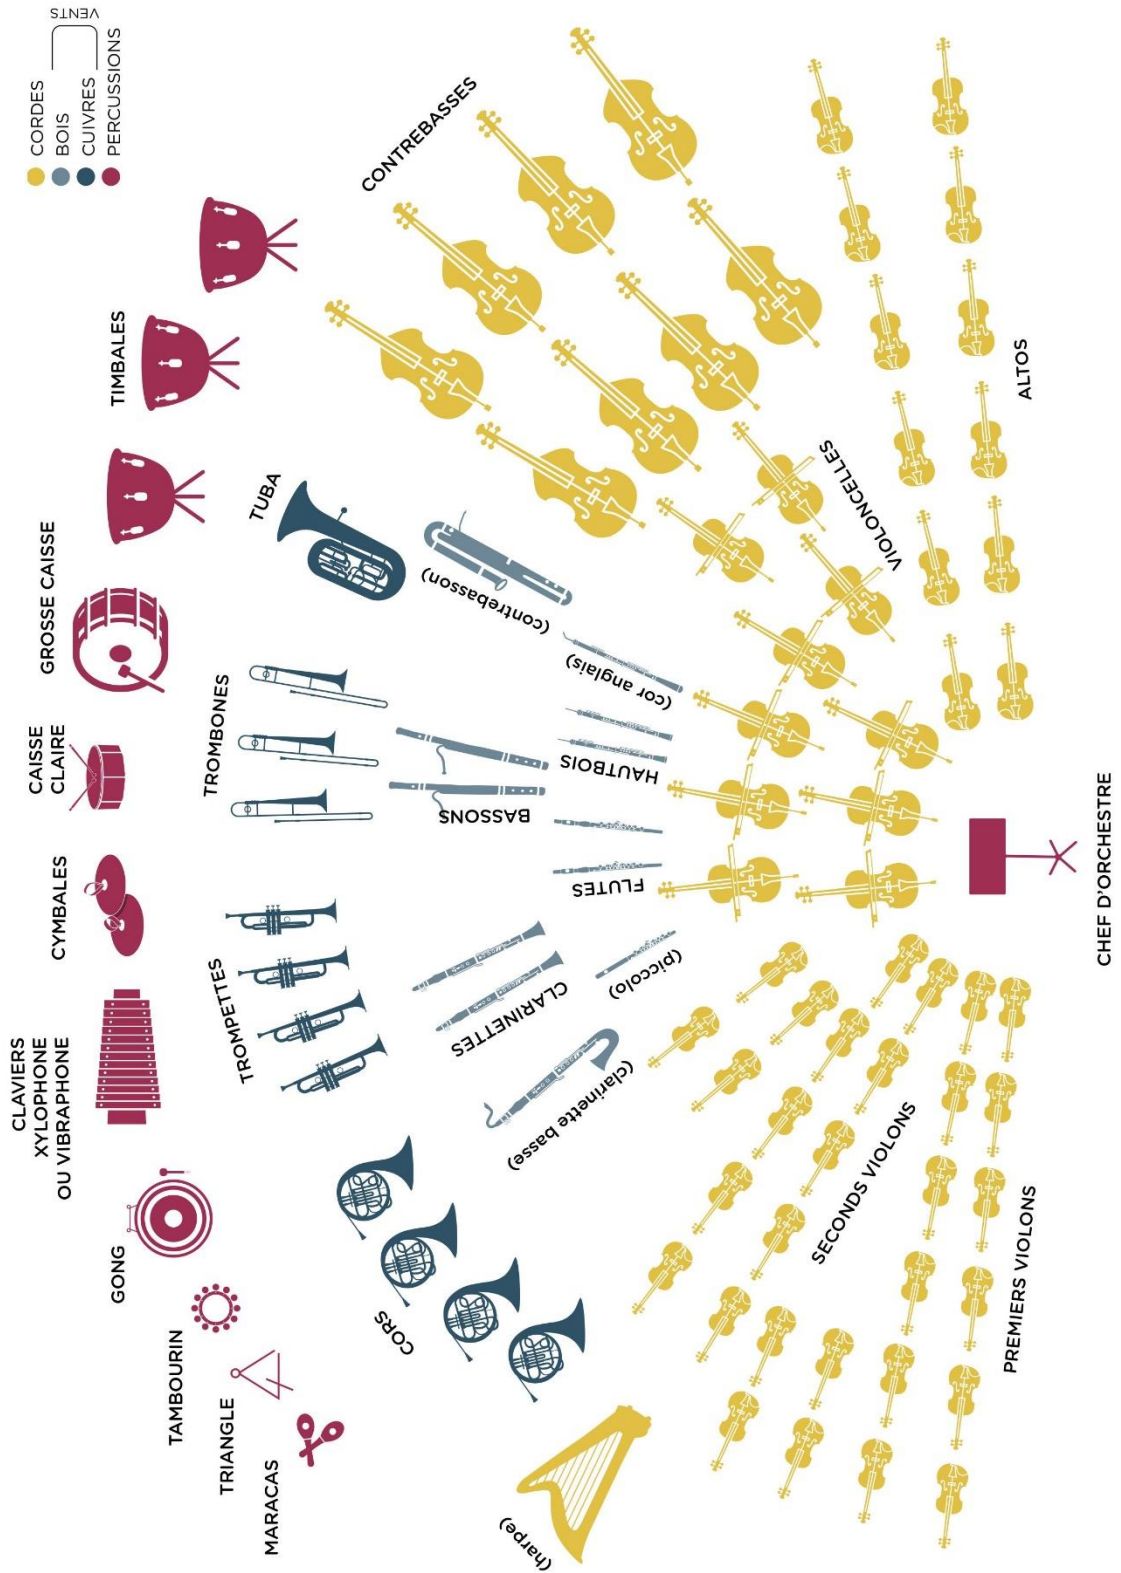 CORDES
BOIS
CUIVRES
PERCUSSIONS
VENTS
MARACAS
TRIANGLE
TAMBOURIN
GONG
CLAVIERS
XYLOPHONE
OU VIBRAPHONE
CYMBALES
CAISSE
CLAIRE
GROSSE CAISSE
TIMBALES
CORS
TROMPETTES
TROMBONES
TUBA
(harpe)
(clarinette basse)
CLARINETTES
BASSONS
(contrebasson)
(piccolo)
FLUTES
HAUTBOIS
(cor anglais)
CONTREBASSES
SECONDS VIOLONS
VIOLONCELLES
PREMIERS VIOLONS
ALTOS
CHEF D'ORCHESTRE